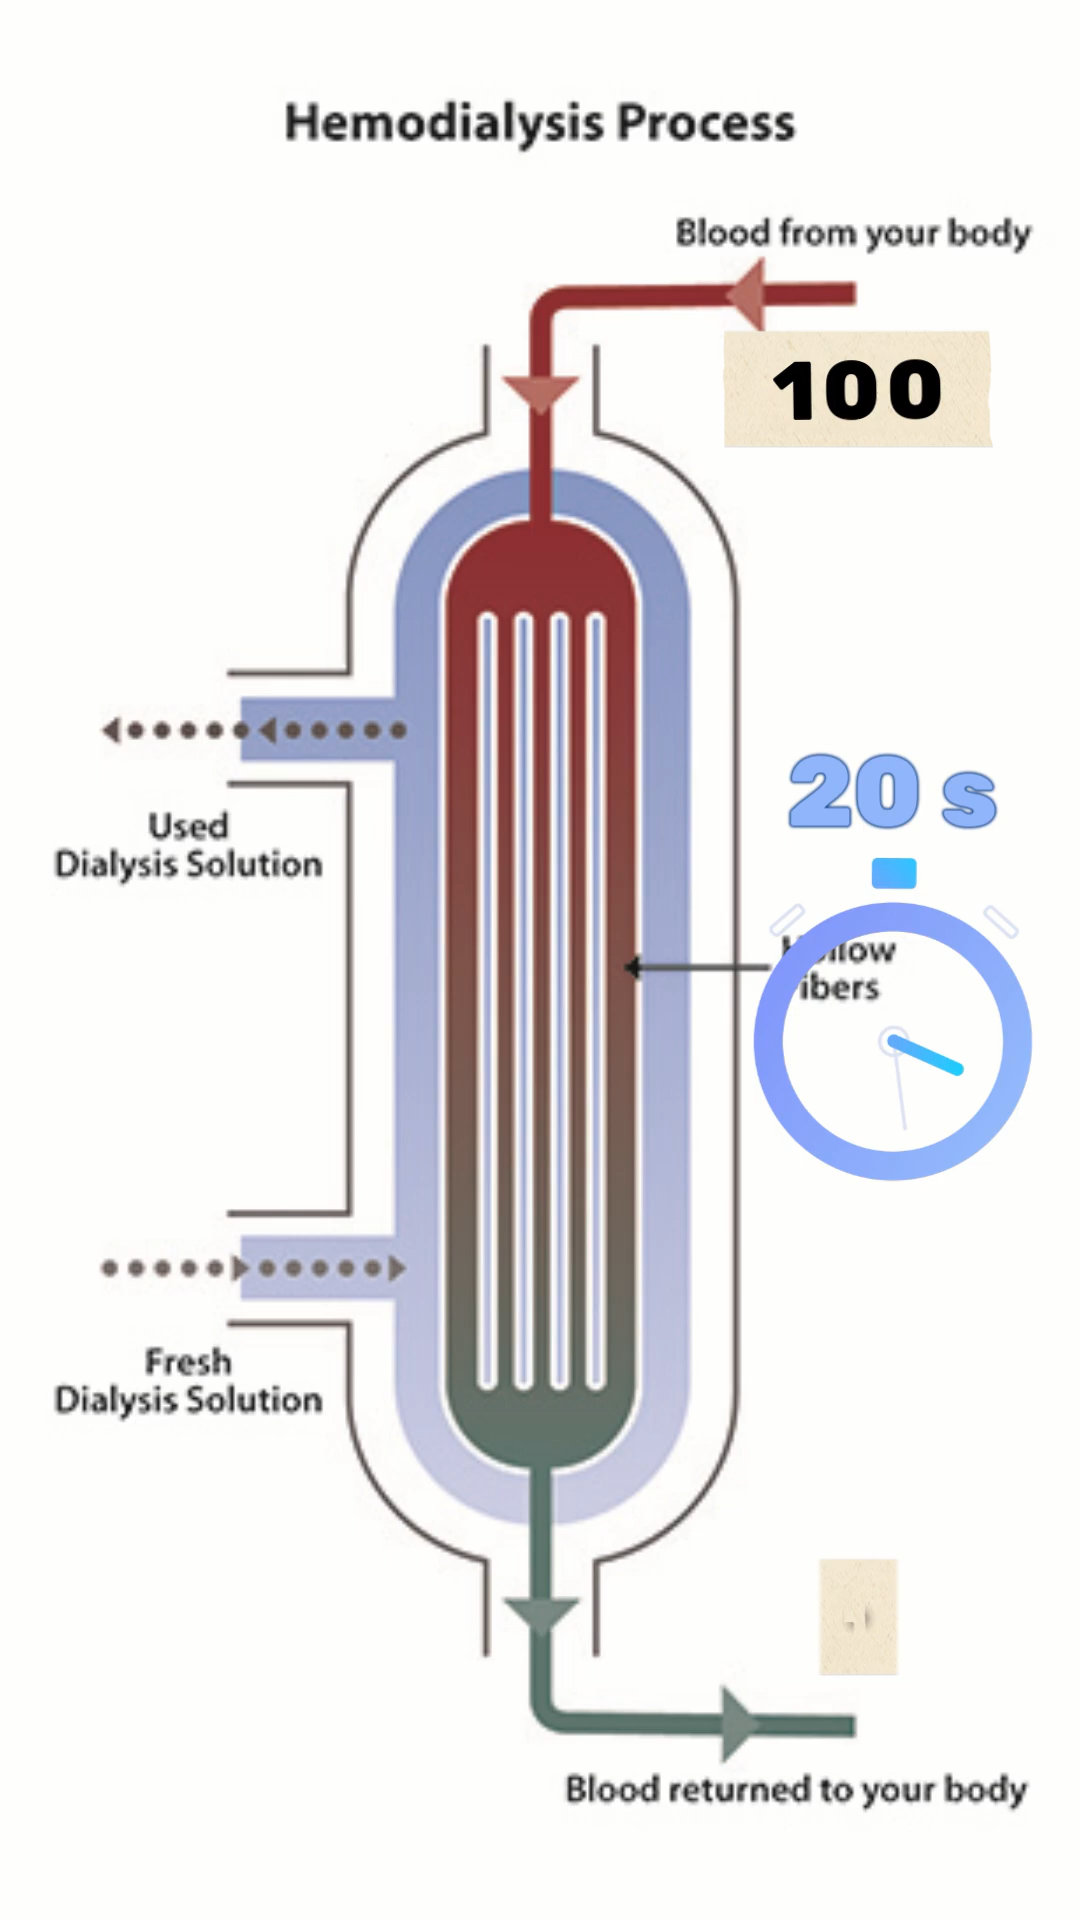 Hemodialysis Process
Blood from your body
100
Used
Dialysis Solution
20 s
Hollow
Fresh
Dialysis Solution
Blood returned to your body